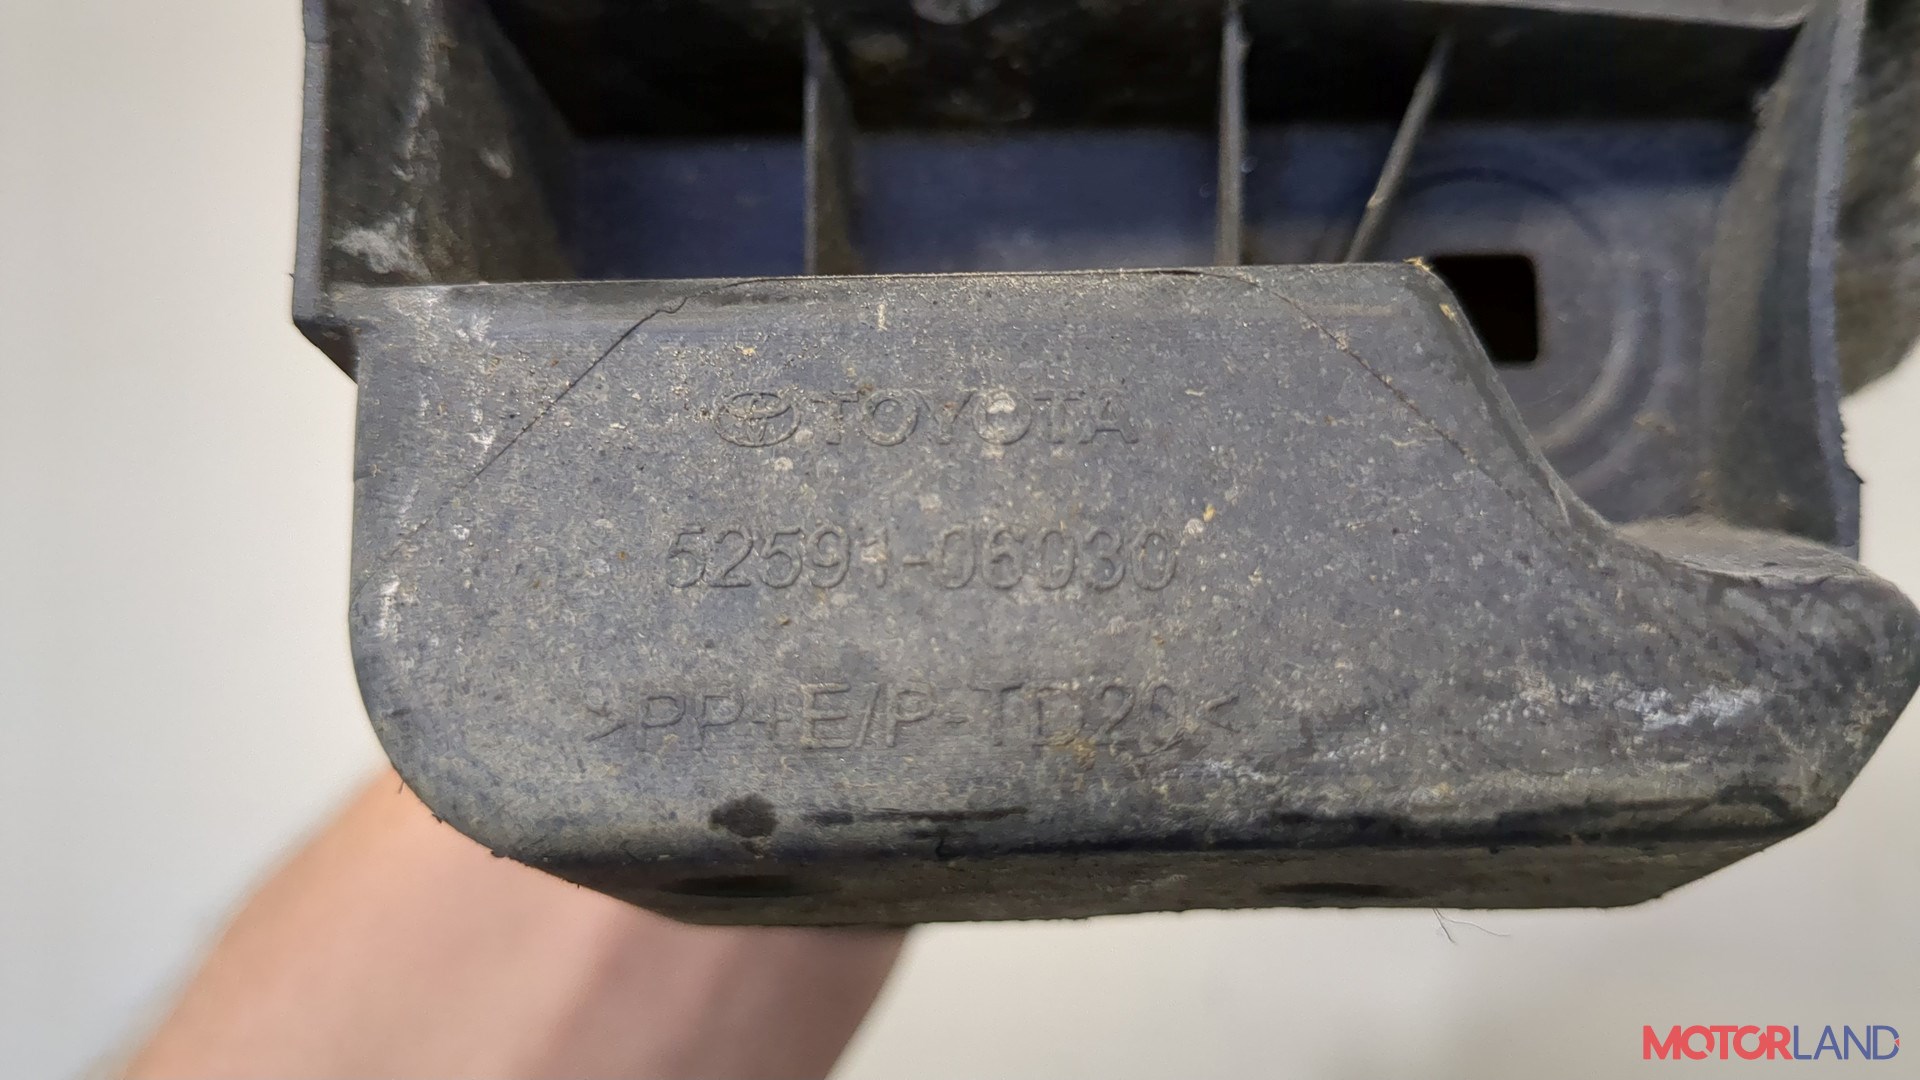 TOYOTA
52591-06030
>PP+E/P-TD20<
MOTORLAND